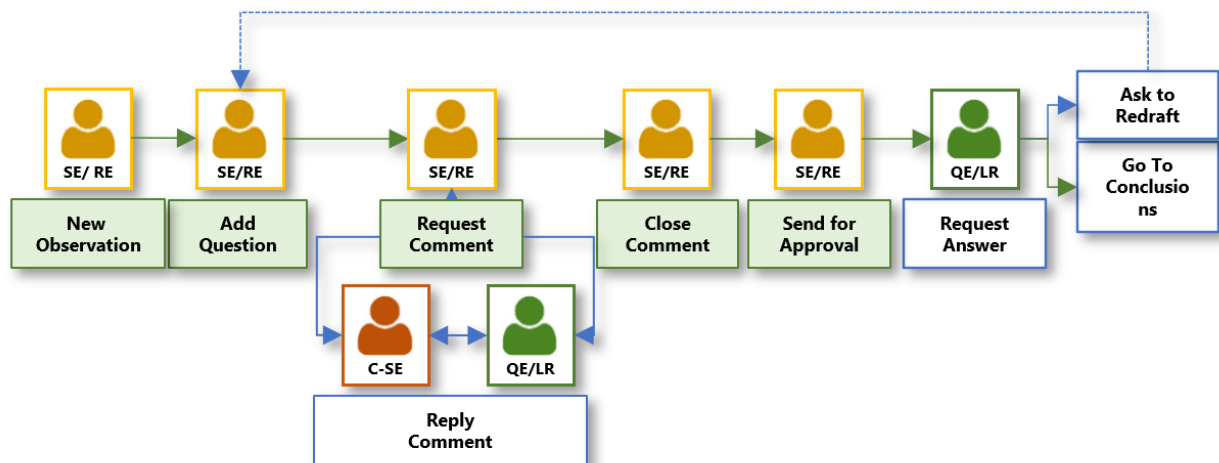 SE/ RE
SE/RE
SE/RE
SE/RE
SE/RE
QE/LR
Ask to
Redraft
Go To
Conclusio
ns
New
Observation
Add
Question
Request
Comment
Close
Comment
Send for
Approval
Request
Answer
C-SE
QE/LR
Reply
Comment